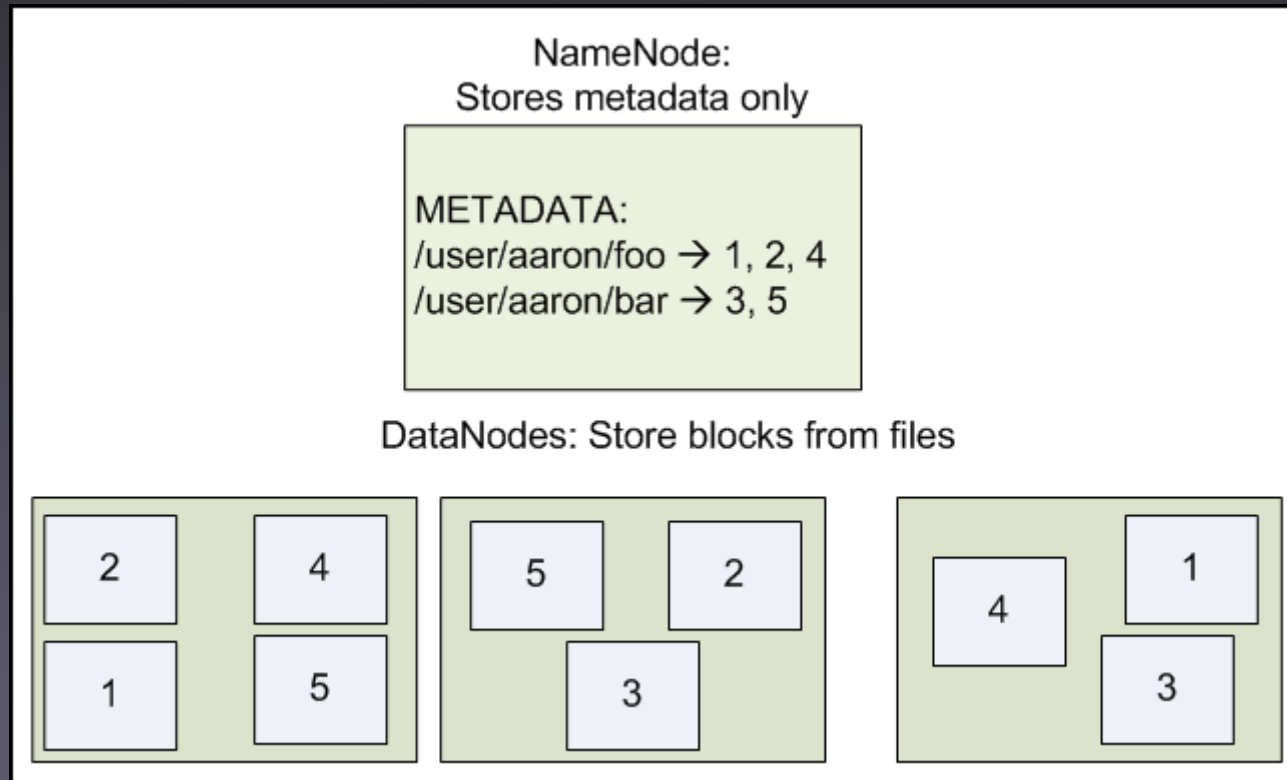 NameNode:
Stores metadata only
METADATA:
/user/aaron/foo → 1, 2, 4
/user/aaron/bar → 3, 5
DataNodes: Store blocks from files
2
4
1
5
5
2
3
4
1
3